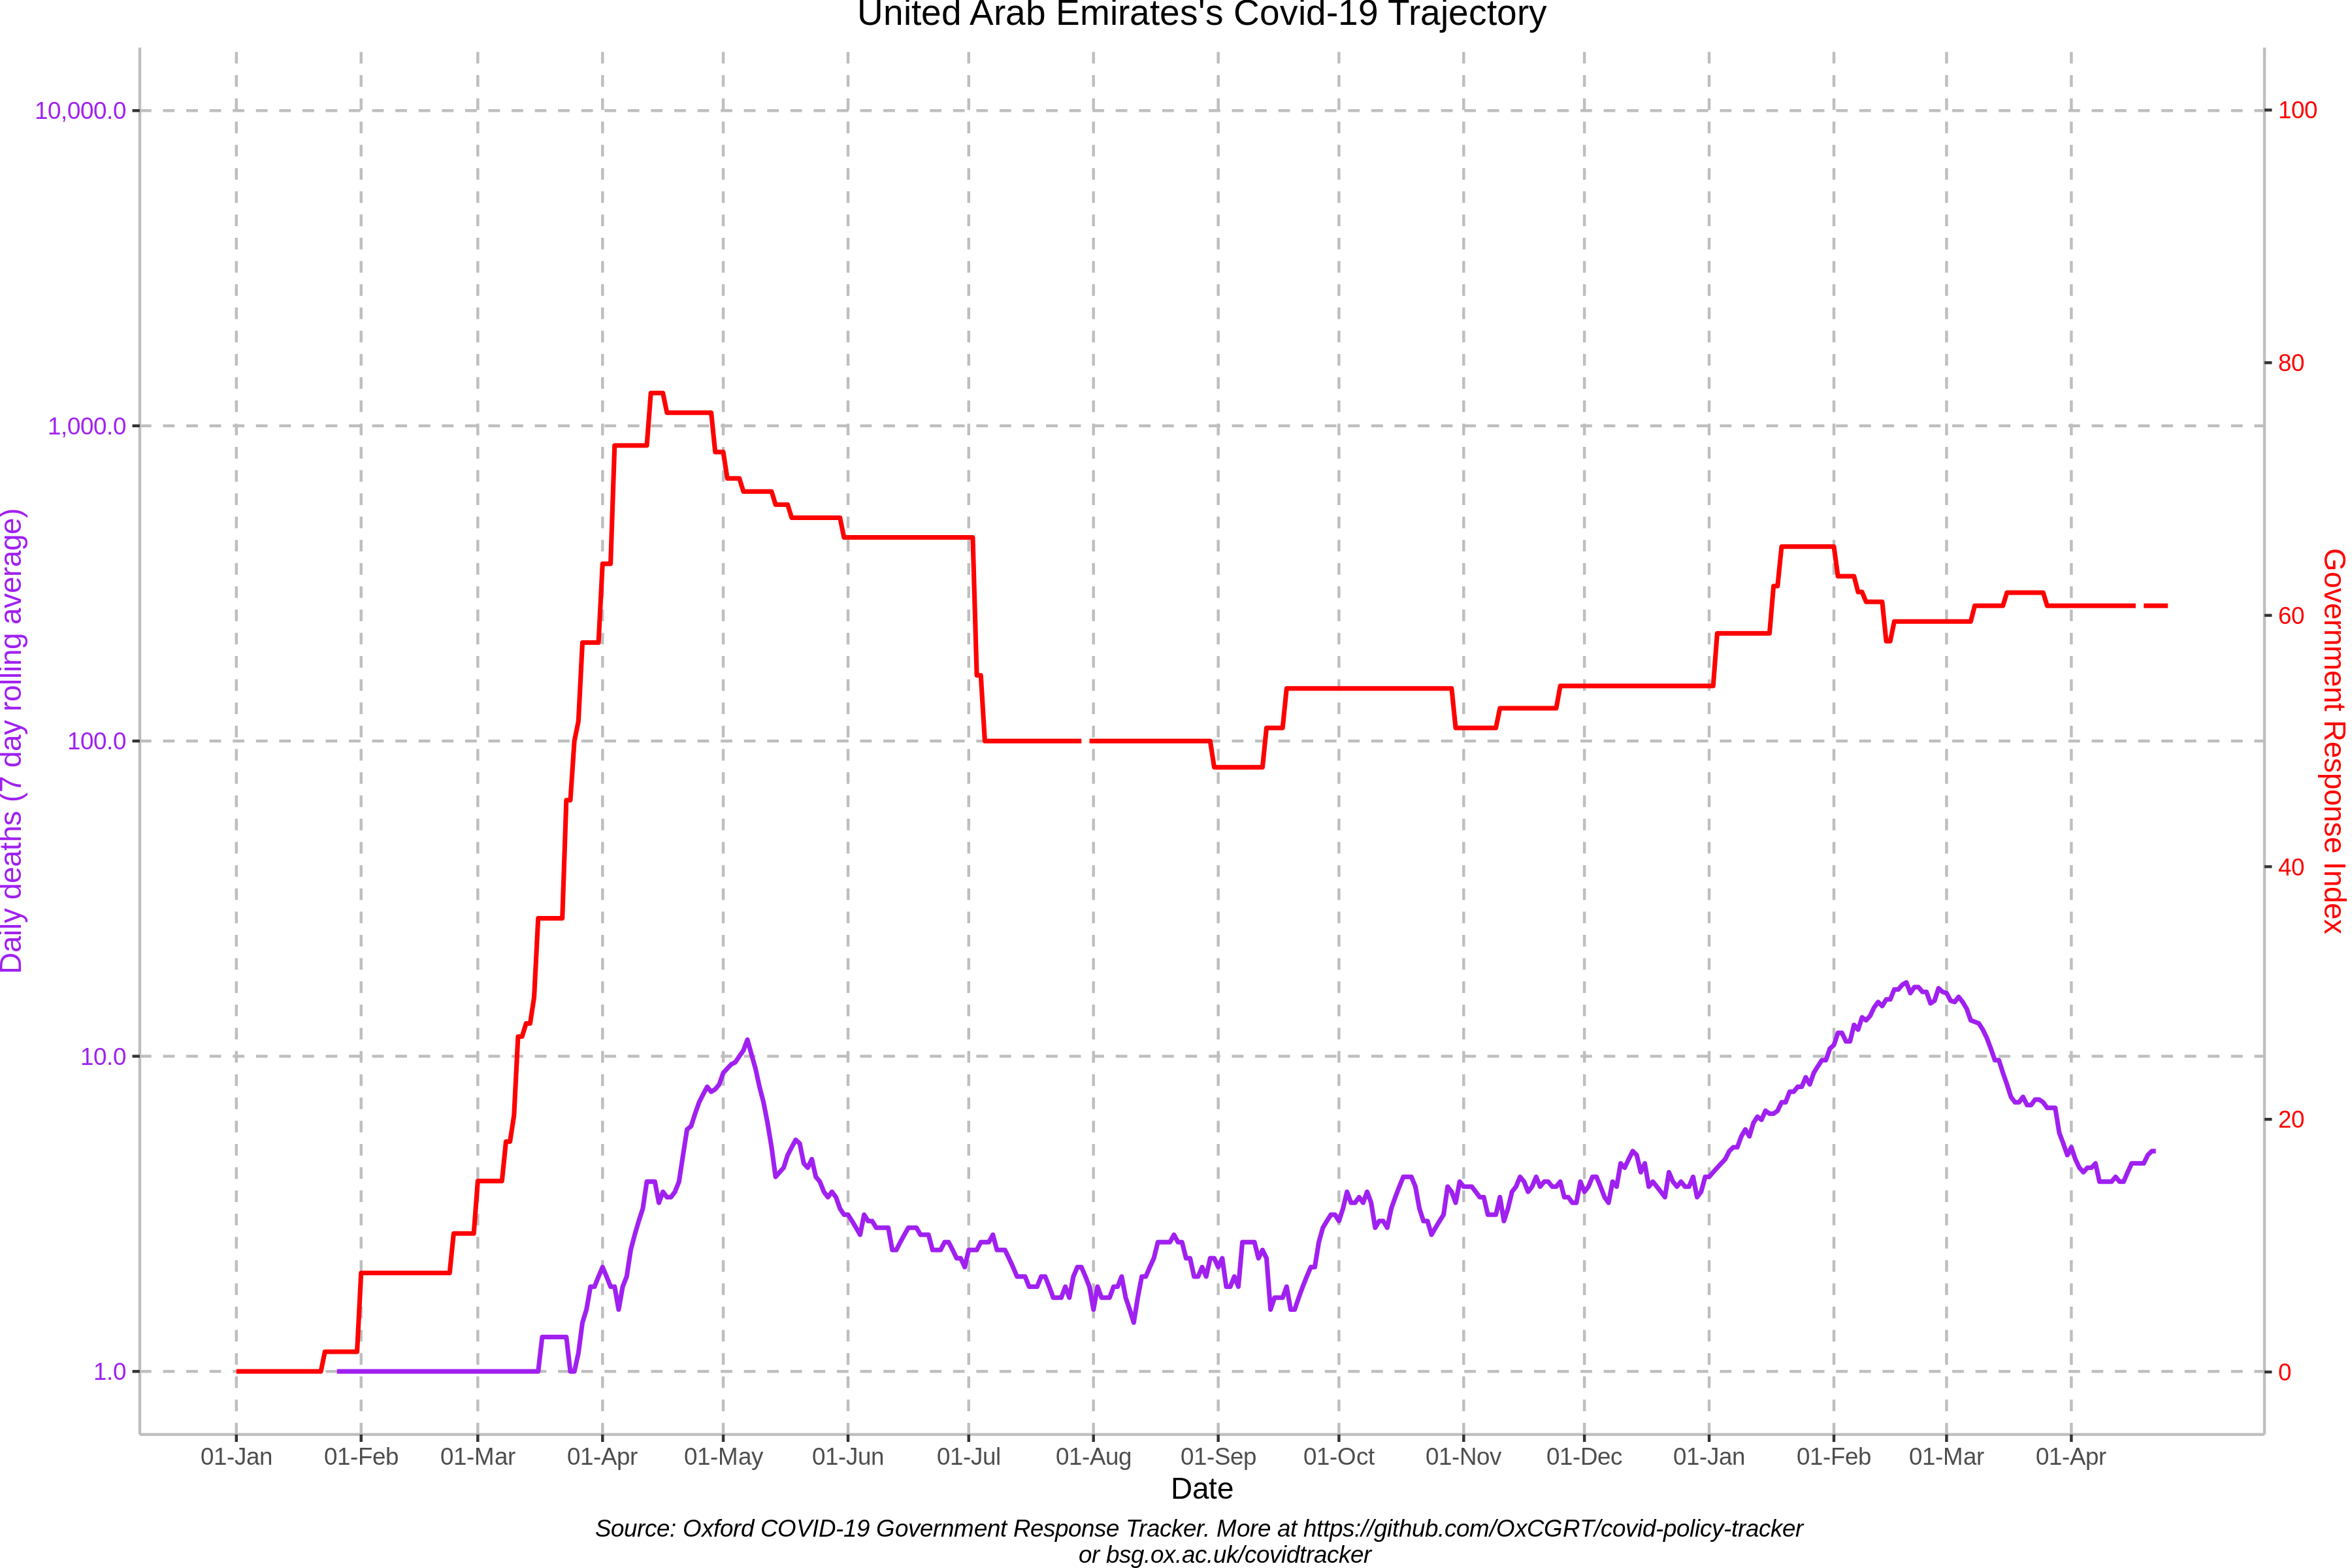 United Arab Emirates's Covid-19 Trajectory
10,000.0
1,000.0
100.0
10.0
1.0
Daily deaths (7 day rolling average)
100
80
60
40
20
0
Government Response Index
01-Jan 01-Feb 01-Mar 01-Apr 01-May 01-Jun 01-Jul 01-Aug 01-Sep 01-Oct 01-Nov 01-Dec 01-Jan 01-Feb 01-Mar 01-Apr
Date
Source: Oxford COVID-19 Government Response Tracker. More at https://github.com/OxCGRT/covid-policy-tracker
or bsg.ox.ac.uk/covidtracker